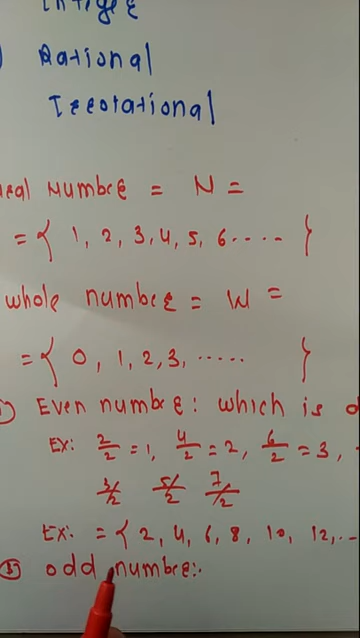 Rational
Irrational
Number = N =
= { 1, 2, 3, 4, 5, 6 ..... }
whole number = W =
= { 0, 1, 2, 3, ...... }
Even number: which is
Ex: 2/2 = 1, 4/2 = 2, 6/2 = 3,
3/2 5/2 7/2
Ex: = { 2, 4, 6, 8, 10, 12, ..
odd number: